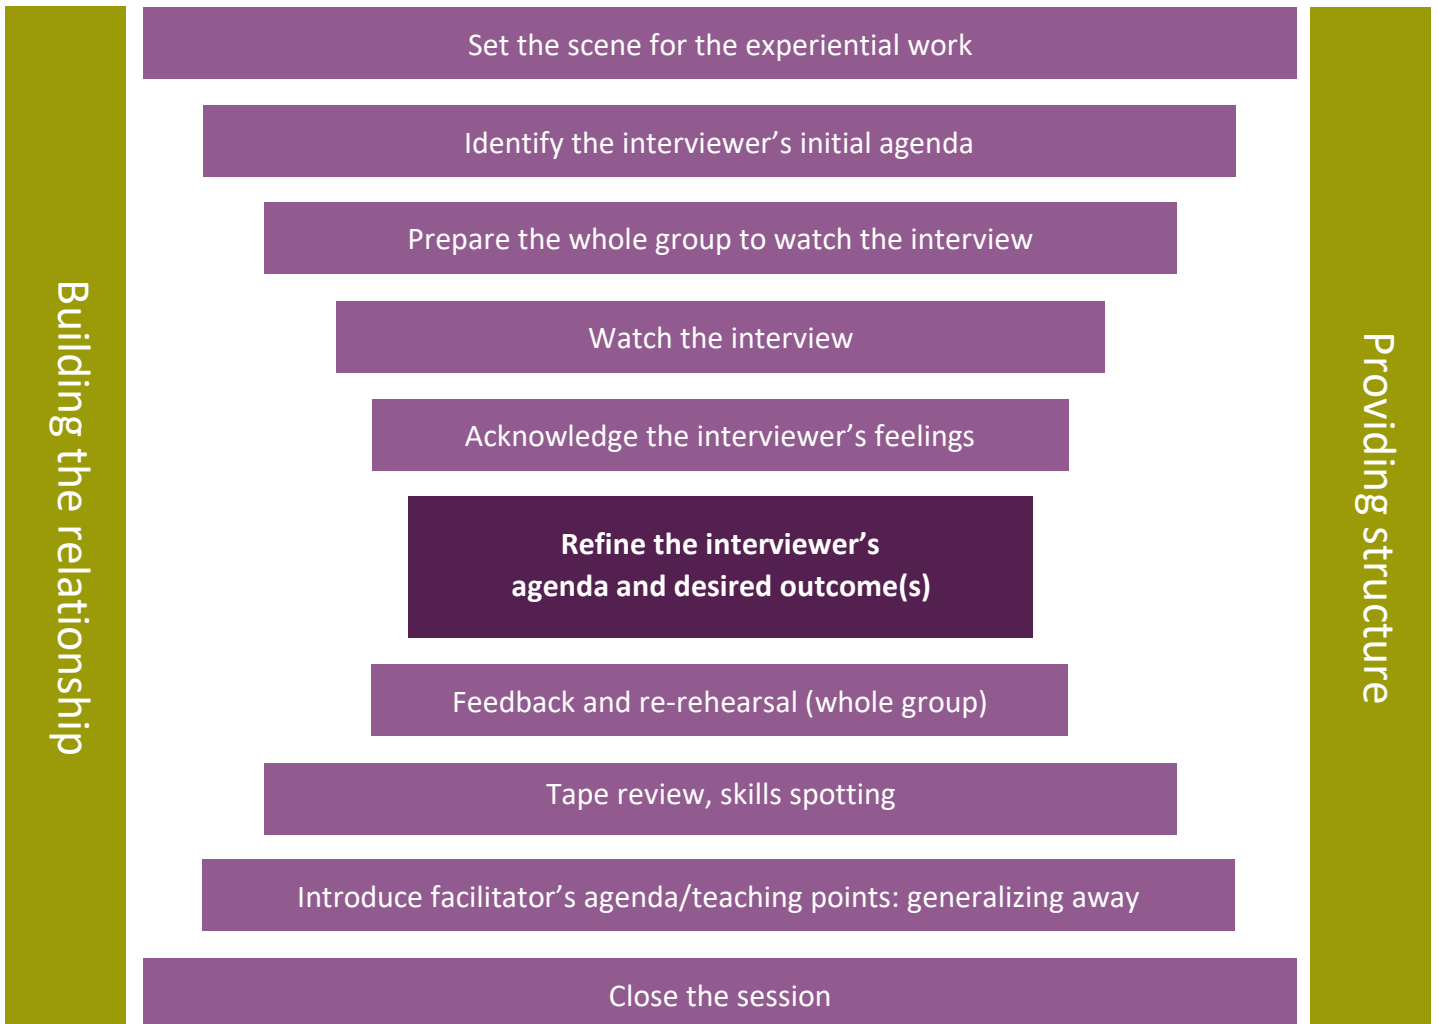 Building the relationship
Set the scene for the experiential work
Identify the interviewer’s initial agenda
Prepare the whole group to watch the interview
Watch the interview
Acknowledge the interviewer’s feelings
Refine the interviewer’s
agenda and desired outcome(s)
Feedback and re-rehearsal (whole group)
Tape review, skills spotting
Introduce facilitator’s agenda/teaching points: generalizing away
Close the session
Providing structure